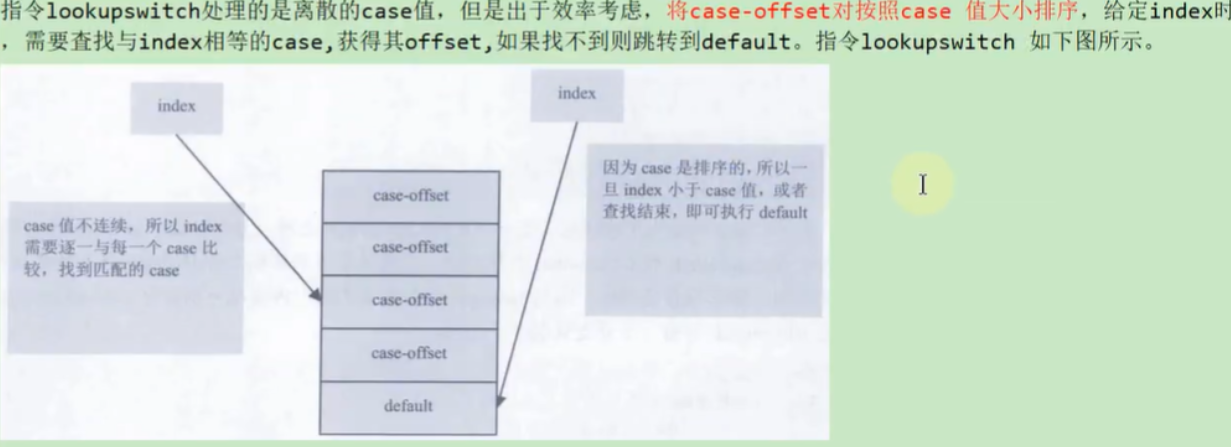 指令lookupswitch处理的是离散的case值，但是出于效率考虑，将case-offset对按照case 值大小排序，给定index时
，需要查找与index相等的case,获得其offset,如果找不到则跳转到default。指令lookupswitch 如下图所示。
index
index
case 值不连续，所以 index
需要逐一与每一个 case 比
较，找到匹配的 case
case-offset
case-offset
case-offset
case-offset
default
因为 case 是排序的，所以一
旦 index 小于 case 值，或者
查找结束，即可执行 default